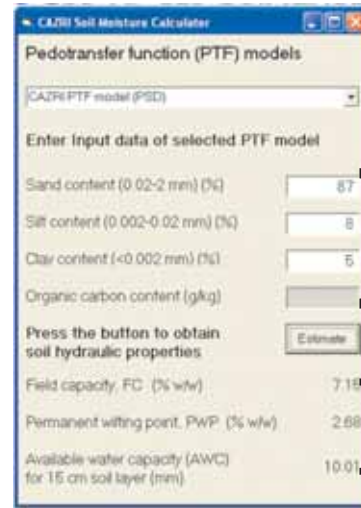 CAZRI Soil Moisture Calculator
Pedotransfer function (PTF) models
CAZRI PTF model (PSD)
Enter Input data of selected PTF model
Sand content (0.02-2 mm) (%) 87
Silt content (0.002-0.02 mm) (%) 8
Clay content (<0.002 mm) (%) 5
Organic carbon content (g/kg)
Press the button to obtain
soil hydraulic properties
Estimate
Field capacity, FC (% w/w)
Permanent wilting point, PWP (% w/w) 2.68
Available water capacity (AWC)
for 15 cm soil layer (mm) 10.01